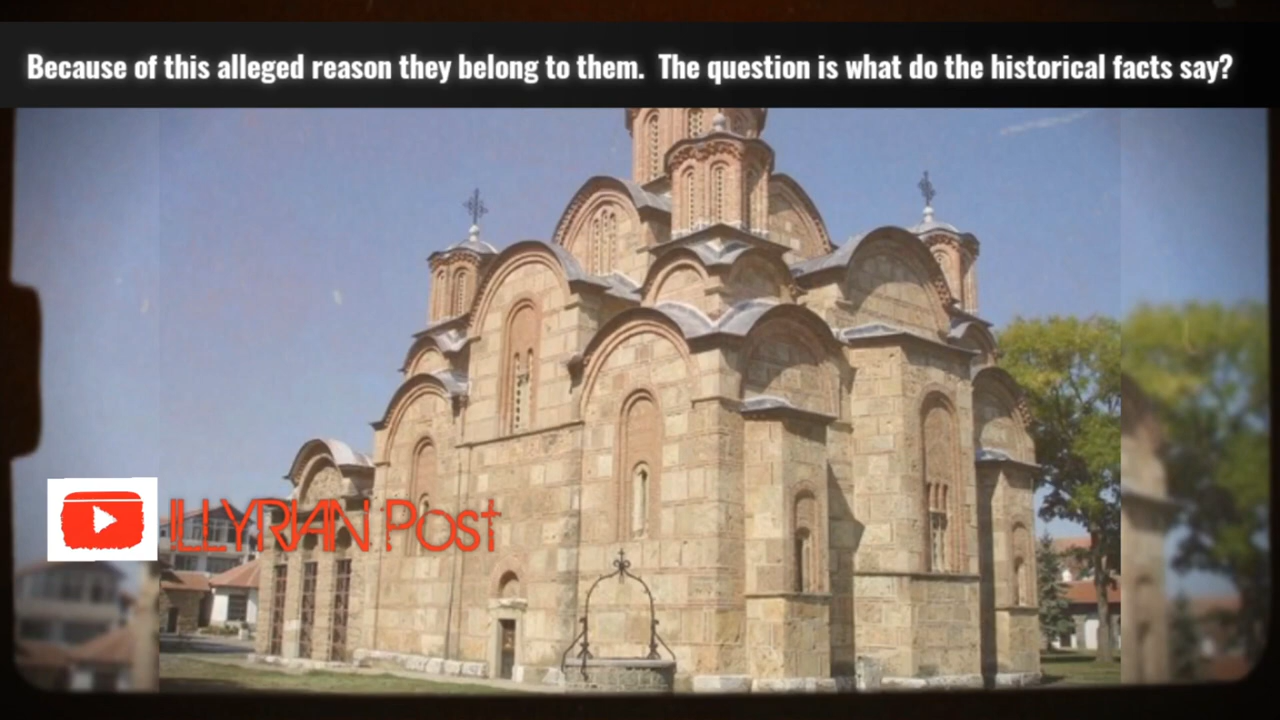 Because of this alleged reason they belong to them. The question is what do the historical facts say?
ILLYRIAN Post